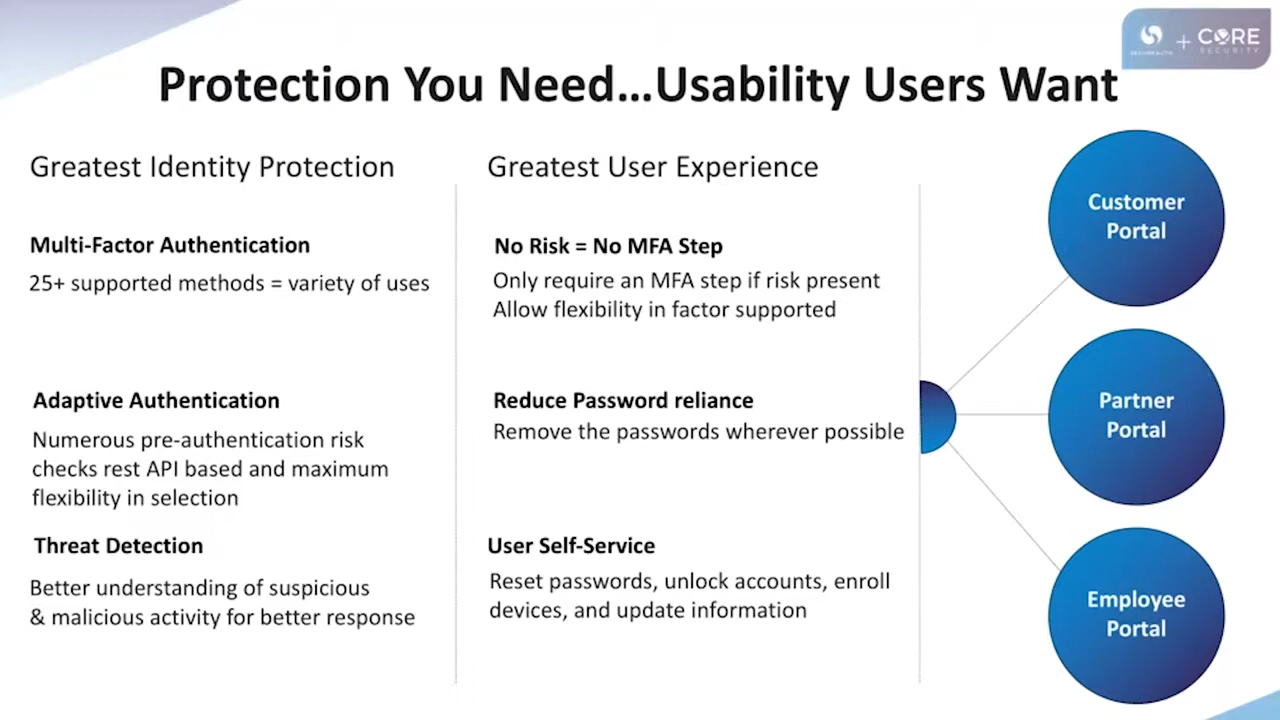 CORE
SECURITY
Protection You Need...Usability Users Want
Greatest Identity Protection
Multi-Factor Authentication
25+ supported methods = variety of uses
Adaptive Authentication
Numerous pre-authentication risk
checks rest API based and maximum
flexibility in selection
Threat Detection
Better understanding of suspicious
& malicious activity for better response
Greatest User Experience
No Risk = No MFA Step
Only require an MFA step if risk present
Allow flexibility in factor supported
Reduce Password reliance
Remove the passwords wherever possible
User Self-Service
Reset passwords, unlock accounts, enroll
devices, and update information
Customer
Portal
Partner
Portal
Employee
Portal